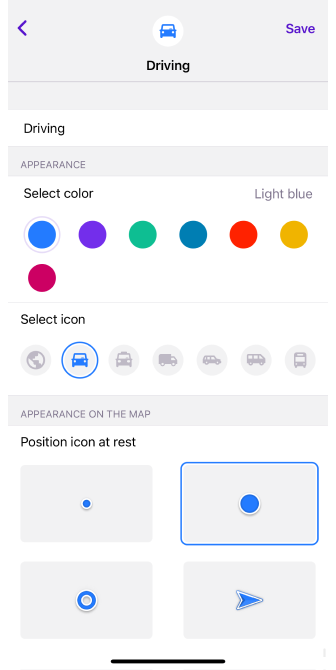 Save
Driving
Driving
APPEARANCE
Select color
Light blue
Select icon
APPEARANCE ON THE MAP
Position icon at rest